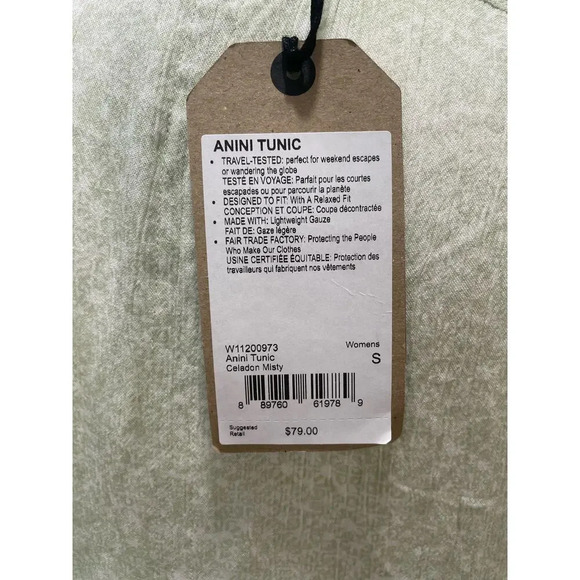 ANINI TUNIC
• TRAVEL-TESTED: perfect for weekend escapes
or wandering the globe
TESTÉ EN VOYAGE: Parfait pour les courtes
escapades ou pour parcourir la planète
• DESIGNED TO FIT: With A Relaxed Fit
CONCEPTION ET COUPE: Coupe décontractée
• MADE WITH: Lightweight Gauze
FAIT DE: Gaze légère
• FAIR TRADE FACTORY: Protecting the People
Who Make Our Clothes
USINE CERTIFIÉE ÉQUITABLE: Protection des
travailleurs qui fabriquent nos vêtements
W11200973 Womens
Anini Tunic S
Celadon Misty
8 89760 61978 9
Suggested
Retail $79.00